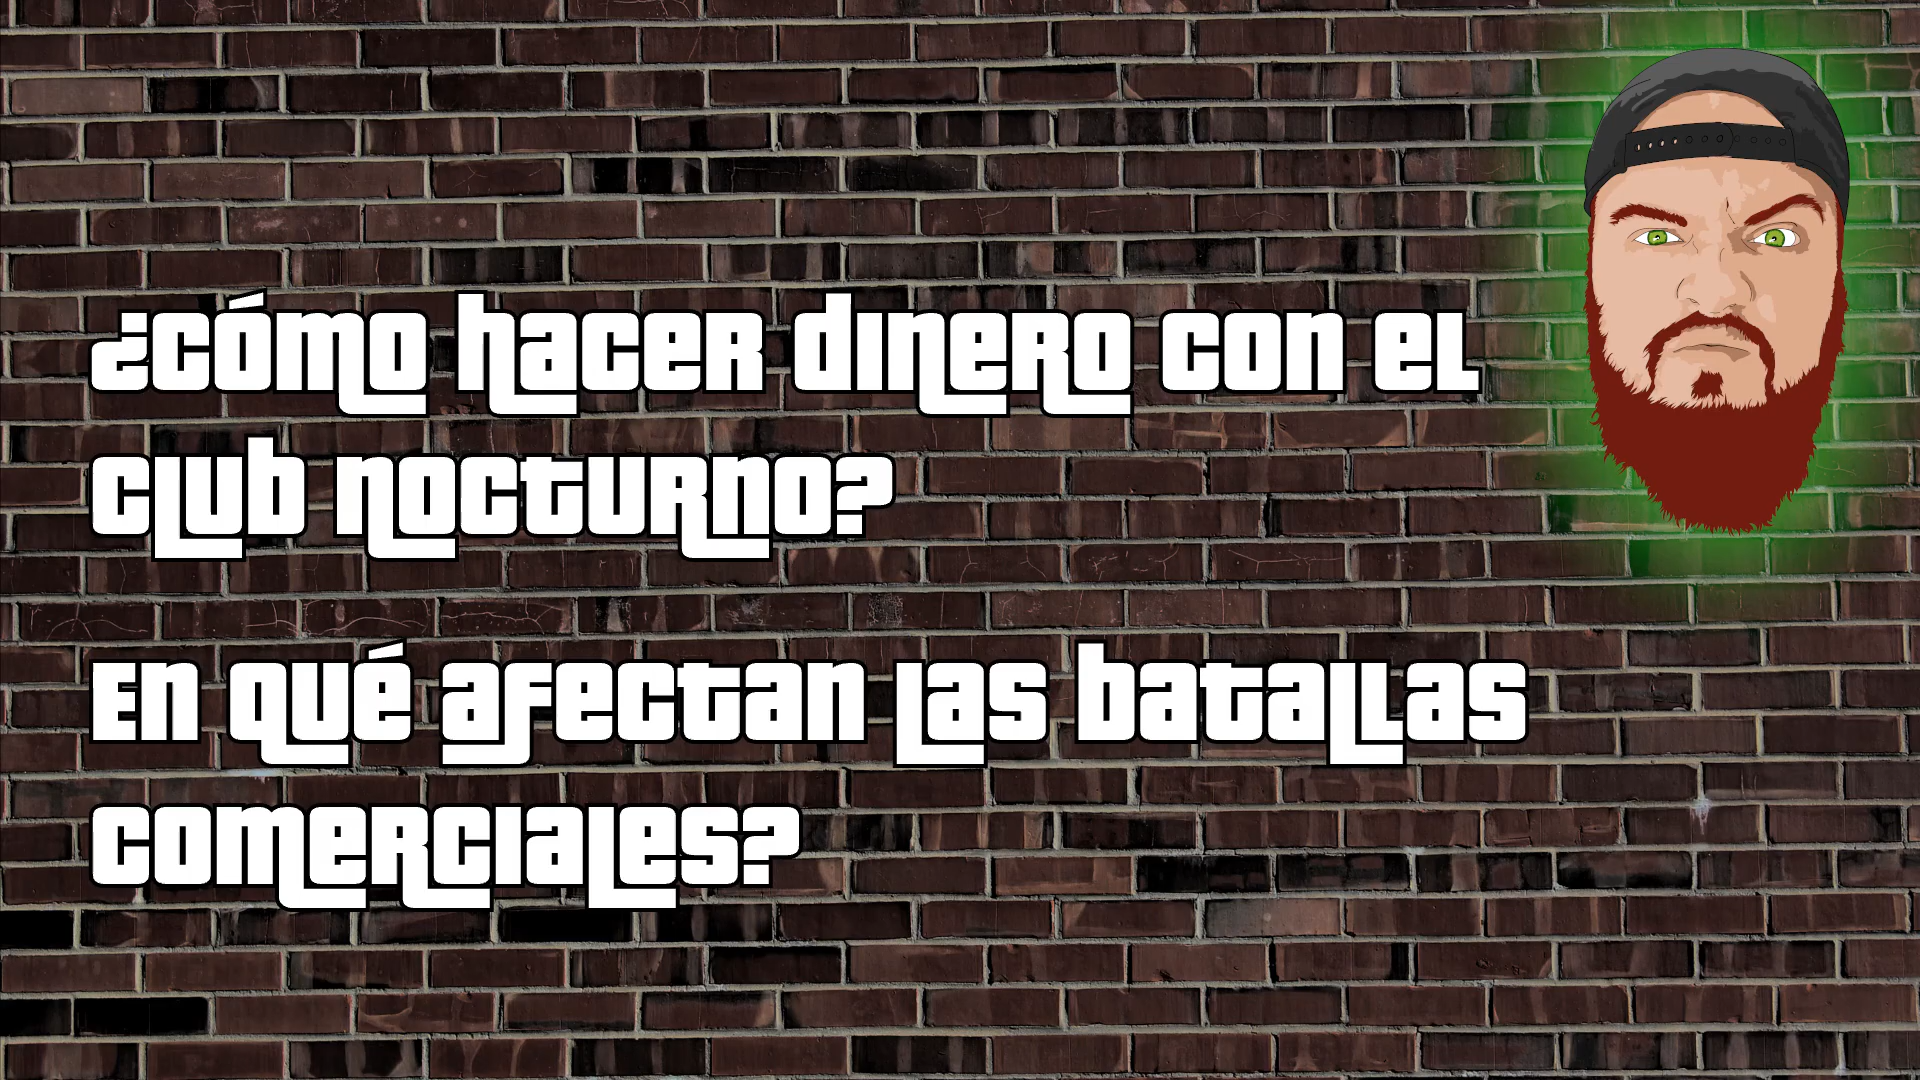 ¿Cómo hacer dinero con el
club nocturno?
En qué afectan las batallas
comerciales?